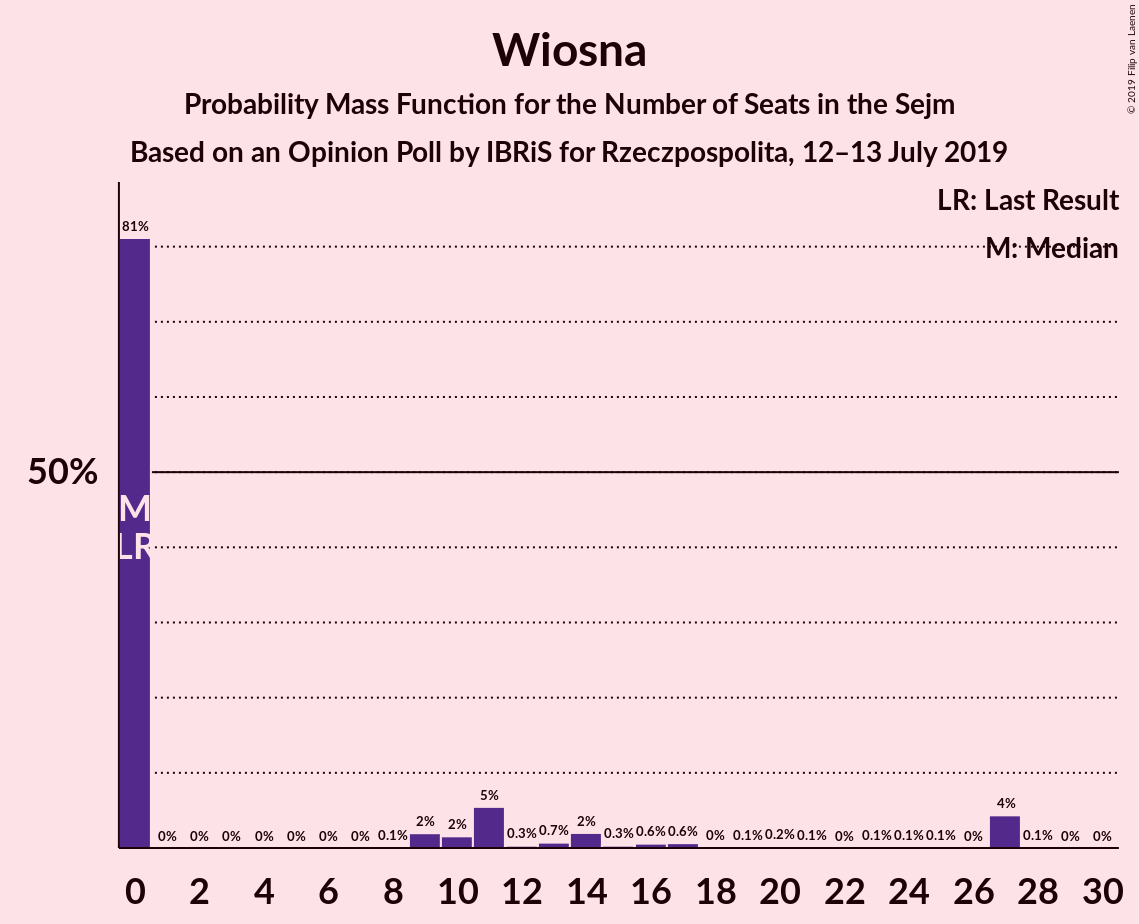 Wiosna
Probability Mass Function for the Number of Seats in the Sejm
Based on an Opinion Poll by IBRiS for Rzeczpospolita, 12–13 July 2019
© 2019 Filip van Laenen
LR: Last Result
M: Median
81%
50%
M
LR
0% 0% 0% 0% 0% 0% 0% 0.1% 2% 2% 5% 0.3% 0.7% 2% 0.3% 0.6% 0.6% 0% 0.1% 0.2% 0.1% 0% 0.1% 0.1% 0.1% 0% 4% 0.1% 0% 0%
0 2 4 6 8 10 12 14 16 18 20 22 24 26 28 30